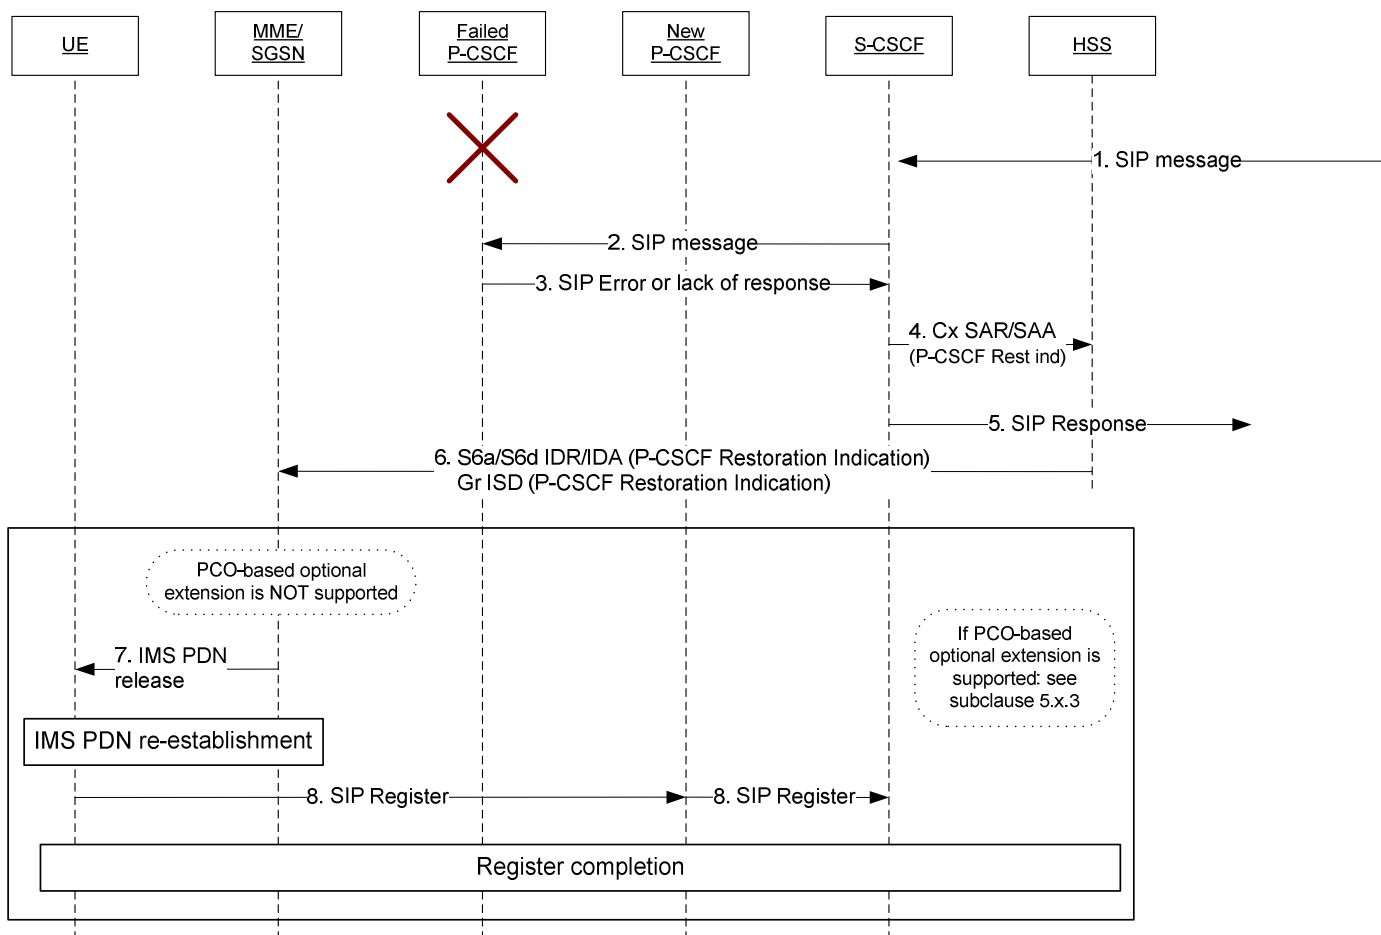 UE
MME/
SGSN
Failed
P-CSCF
New
P-CSCF
S-CSCF
HSS
1. SIP message
2. SIP message
3. SIP Error or lack of response
4. Cx SAR/SAA
(P-CSCF Rest ind)
5. SIP Response
6. S6a/S6d IDR/IDA (P-CSCF Restoration Indication)
Gr ISD (P-CSCF Restoration Indication)
PCO-based optional
extension is NOT supported
If PCO-based
optional extension is
supported: see
subclause 5.x.3
7. IMS PDN
release
IMS PDN re-establishment
8. SIP Register
8. SIP Register
Register completion